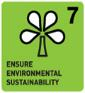 7
ENSURE
ENVIRONMENTAL
SUSTAINABILITY